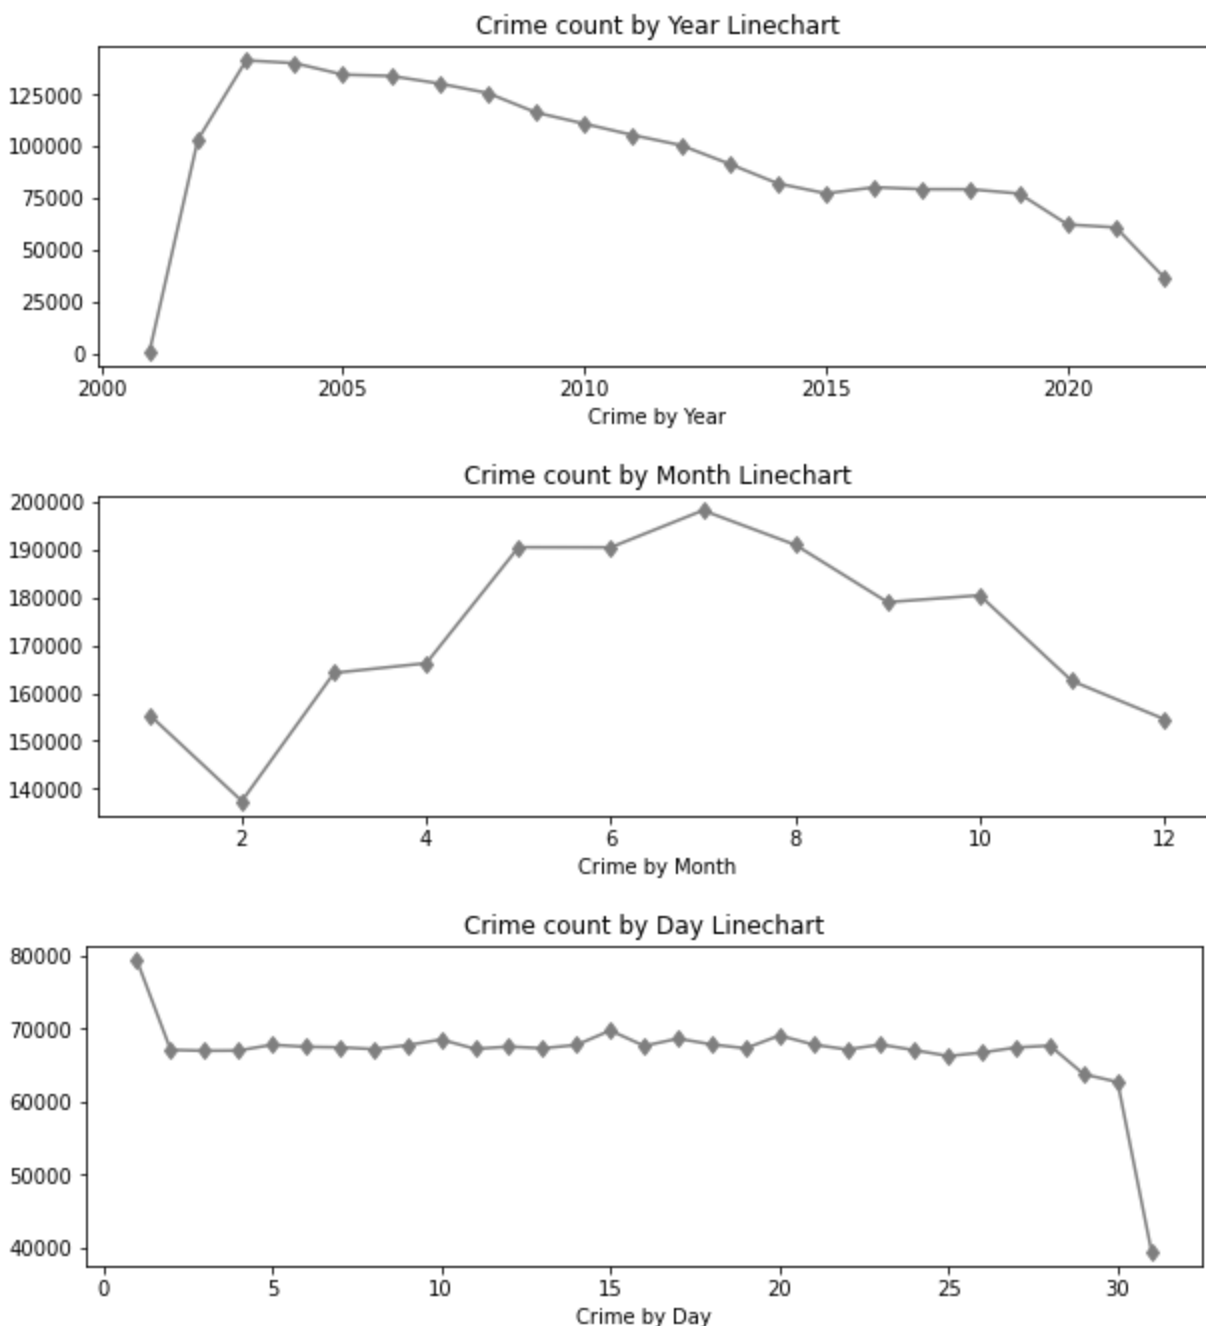 Crime count by Year Linechart
125000
100000
75000
50000
25000
0
2000 2005 2010 2015 2020
Crime by Year
Crime count by Month Linechart
200000
190000
180000
170000
160000
150000
140000
2 4 6 8 10 12
Crime by Month
Crime count by Day Linechart
80000
70000
60000
50000
40000
0 5 10 15 20 25 30
Crime by Day